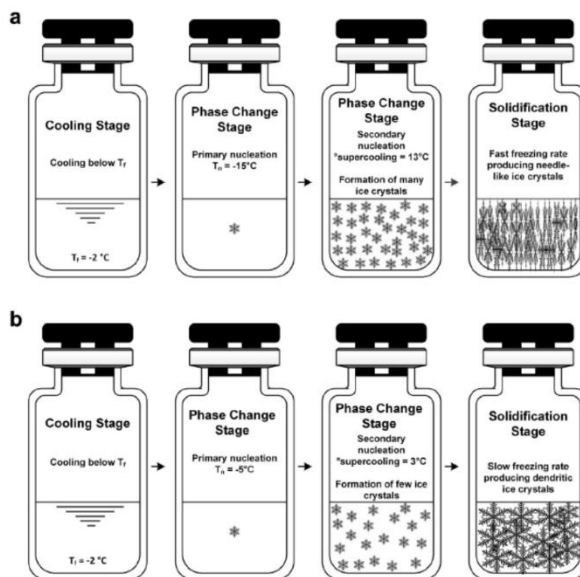 a
Cooling Stage
Cooling below Tf
Tf = -2 °C
Phase Change
Stage
Primary nucleation
Tn = -15°C
Phase Change
Stage
Secondary
nucleation
°supercooling = 13°C
Formation of many
ice crystals
Solidification
Stage
Fast freezing rate
producing needle-
like ice crystals
b
Cooling Stage
Cooling below Tf
Tf = -2 °C
Phase Change
Stage
Primary nucleation
Tn = -5°C
Phase Change
Stage
Secondary
nucleation
°supercooling = 3°C
Formation of few ice
crystals
Solidification
Stage
Slow freezing rate
producing dendritic
ice crystals